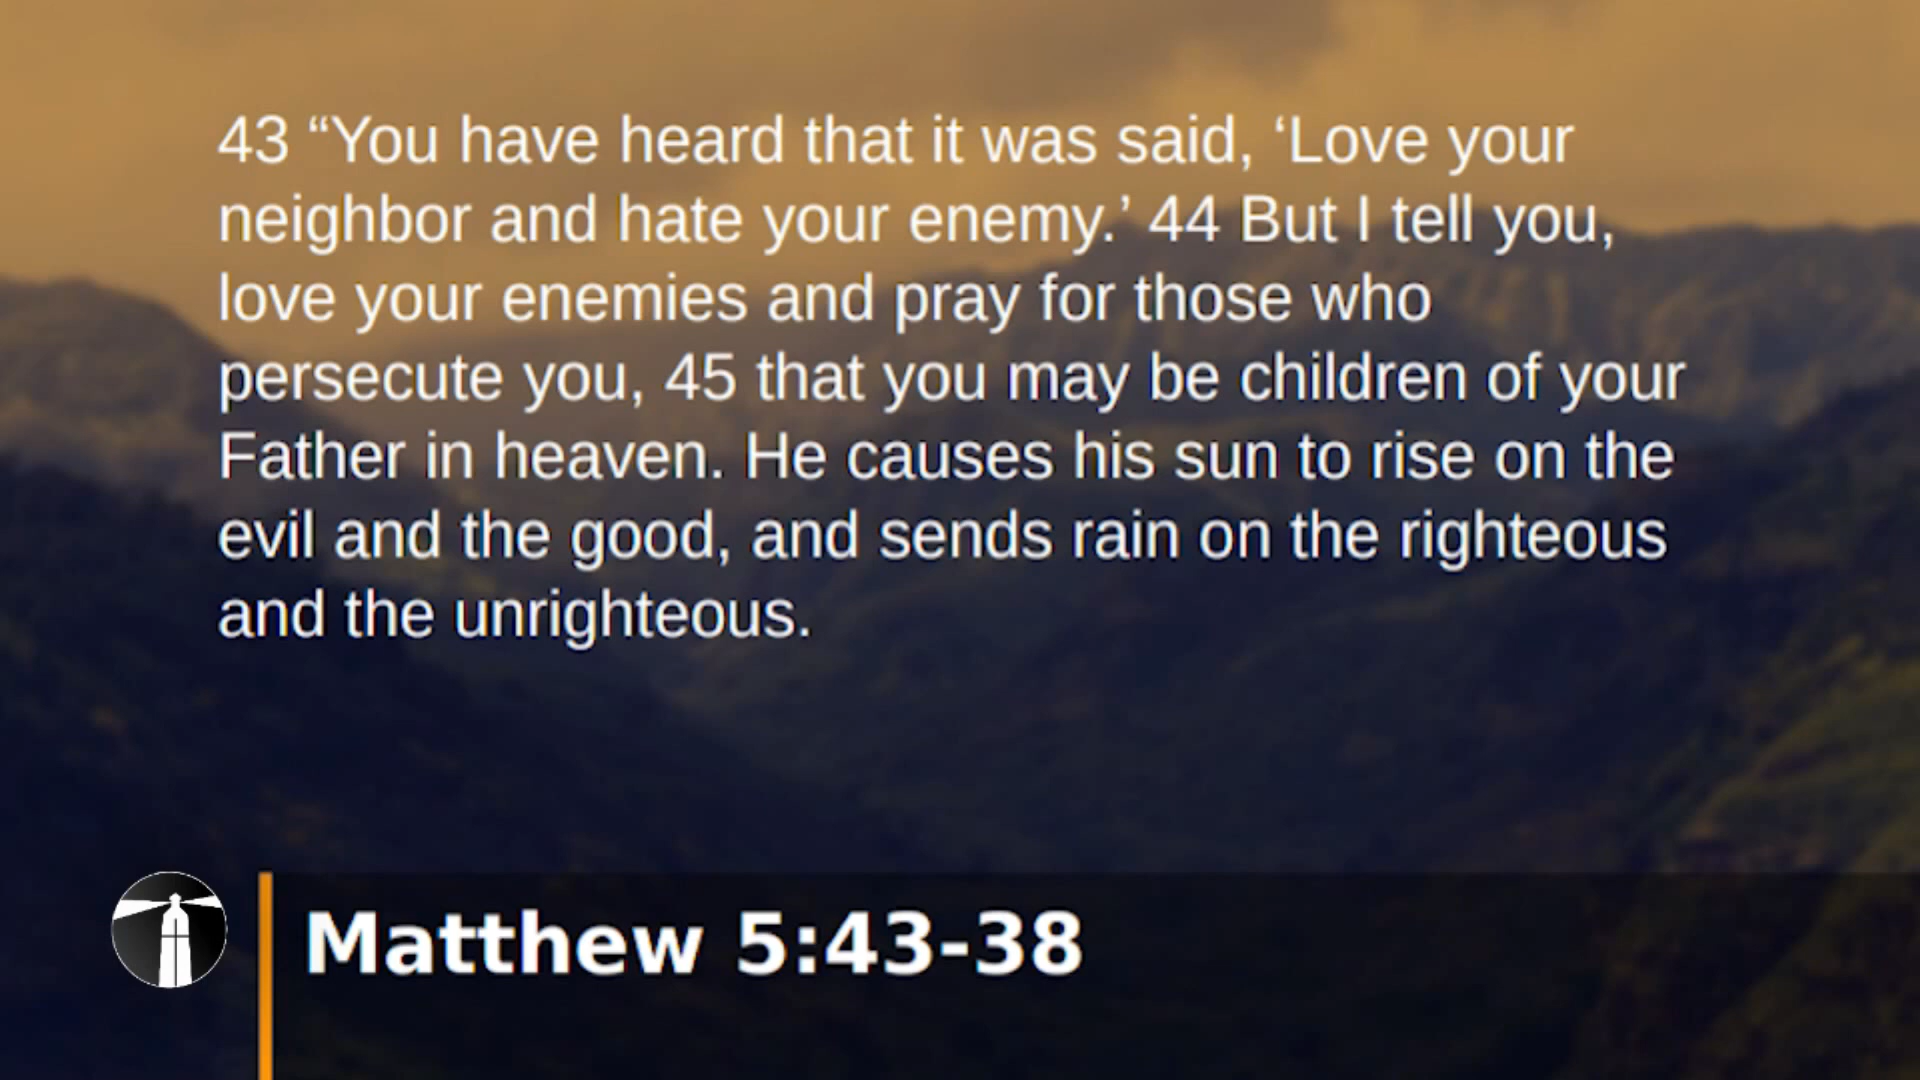 43 “You have heard that it was said, ‘Love your
neighbor and hate your enemy.’ 44 But I tell you,
love your enemies and pray for those who
persecute you, 45 that you may be children of your
Father in heaven. He causes his sun to rise on the
evil and the good, and sends rain on the righteous
and the unrighteous.
Matthew 5:43-38